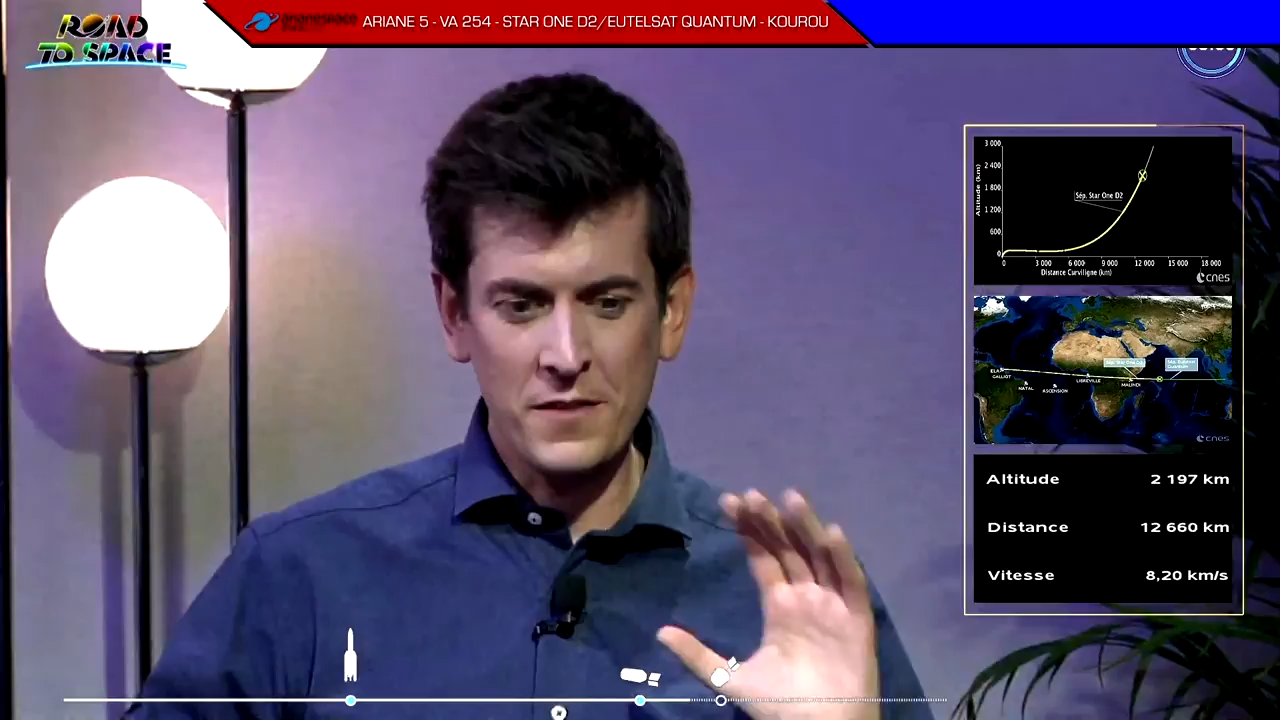 ROAD
TO SPACE
arianespace
ARIANE 5 - VA 254 - STAR ONE D2/EUTELSAT QUANTUM - KOUROU
3 000
2 400
1 800
1 200
600
0
Altitude (km)
Sép. Star One D2
0 3 000 6 000 9 000 12 000 15 000 18 000
Distance Curviligne (km)
cnes
GALLIOT
NATAL
ASCENSION
LIBREVILLE
MALINDI
cnes
Altitude 2 197 km
Distance 12 660 km
Vitesse 8,20 km/s